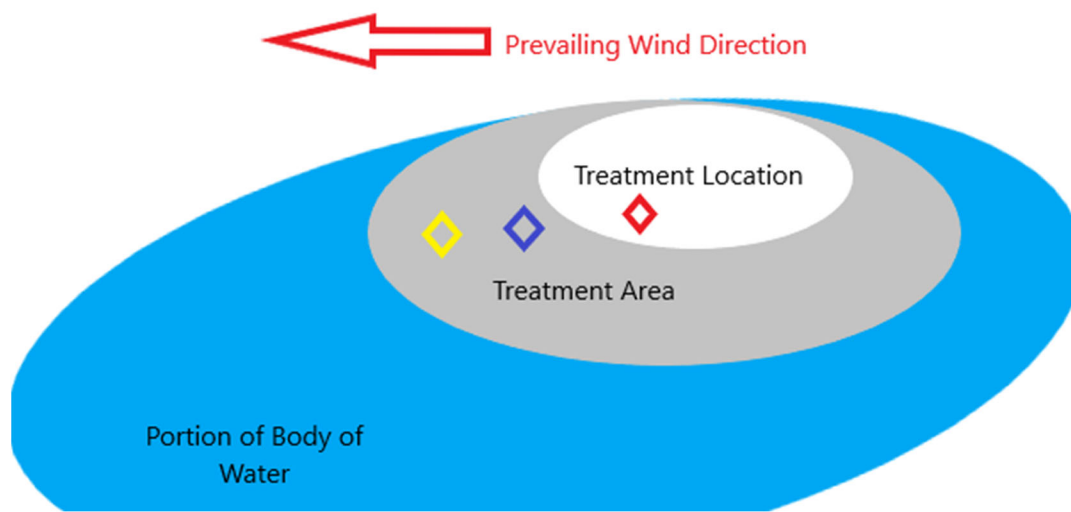 Prevailing Wind Direction
Treatment Location
Treatment Area
Portion of Body of
Water